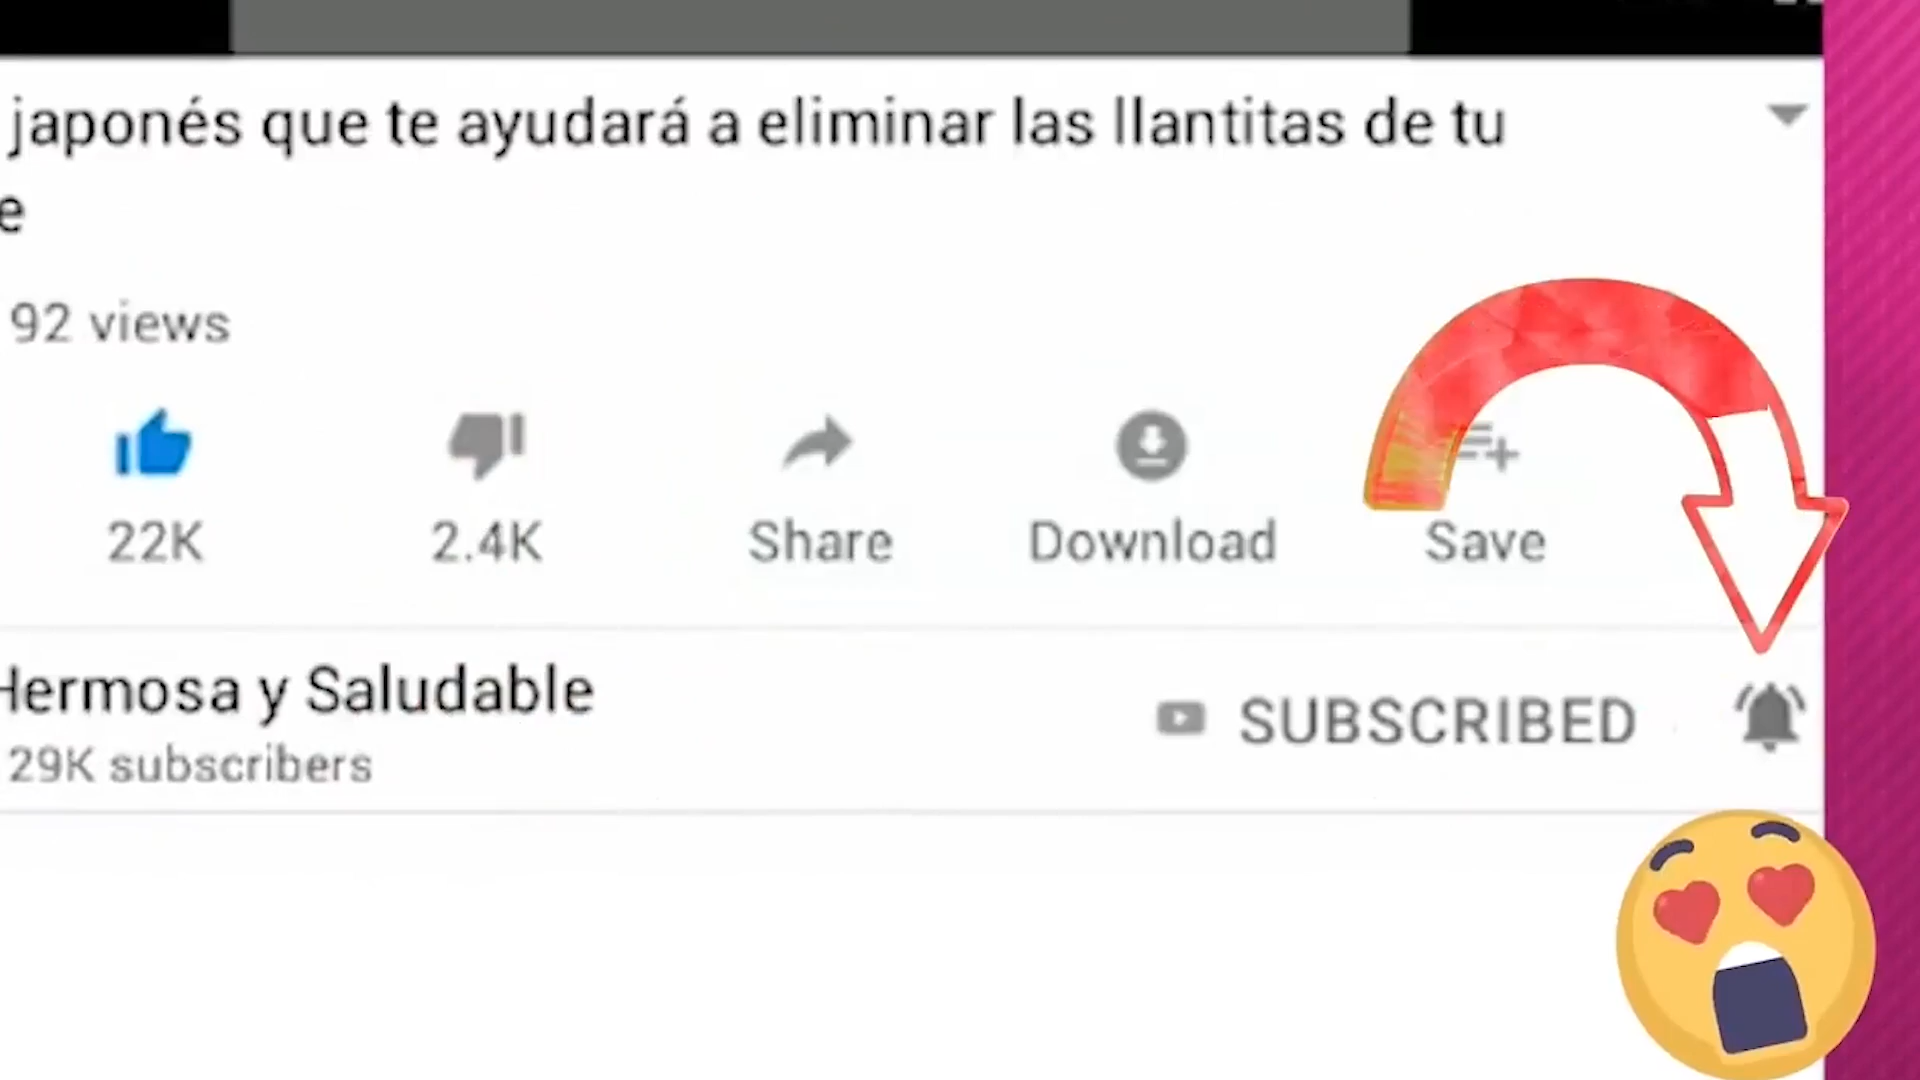 japonés que te ayudará a eliminar las llantitas de tu
e
92 views
22K
2.4K
Share
Download
Save
Hermosa y Saludable
29K subscribers
SUBSCRIBED